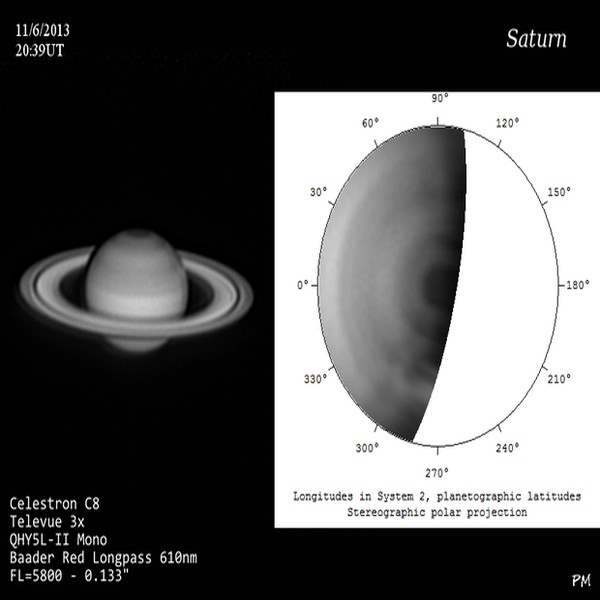 11/6/2013
20:39UT
Saturn
90°
60°
120°
30°
150°
0°
180°
330°
210°
300°
240°
270°
Longitudes in System 2, planetographic latitudes
Stereographic polar projection
Celestron C8
Televue 3x
QHY5L-II Mono
Baader Red Longpass 610nm
FL=5800 - 0.133"
PM